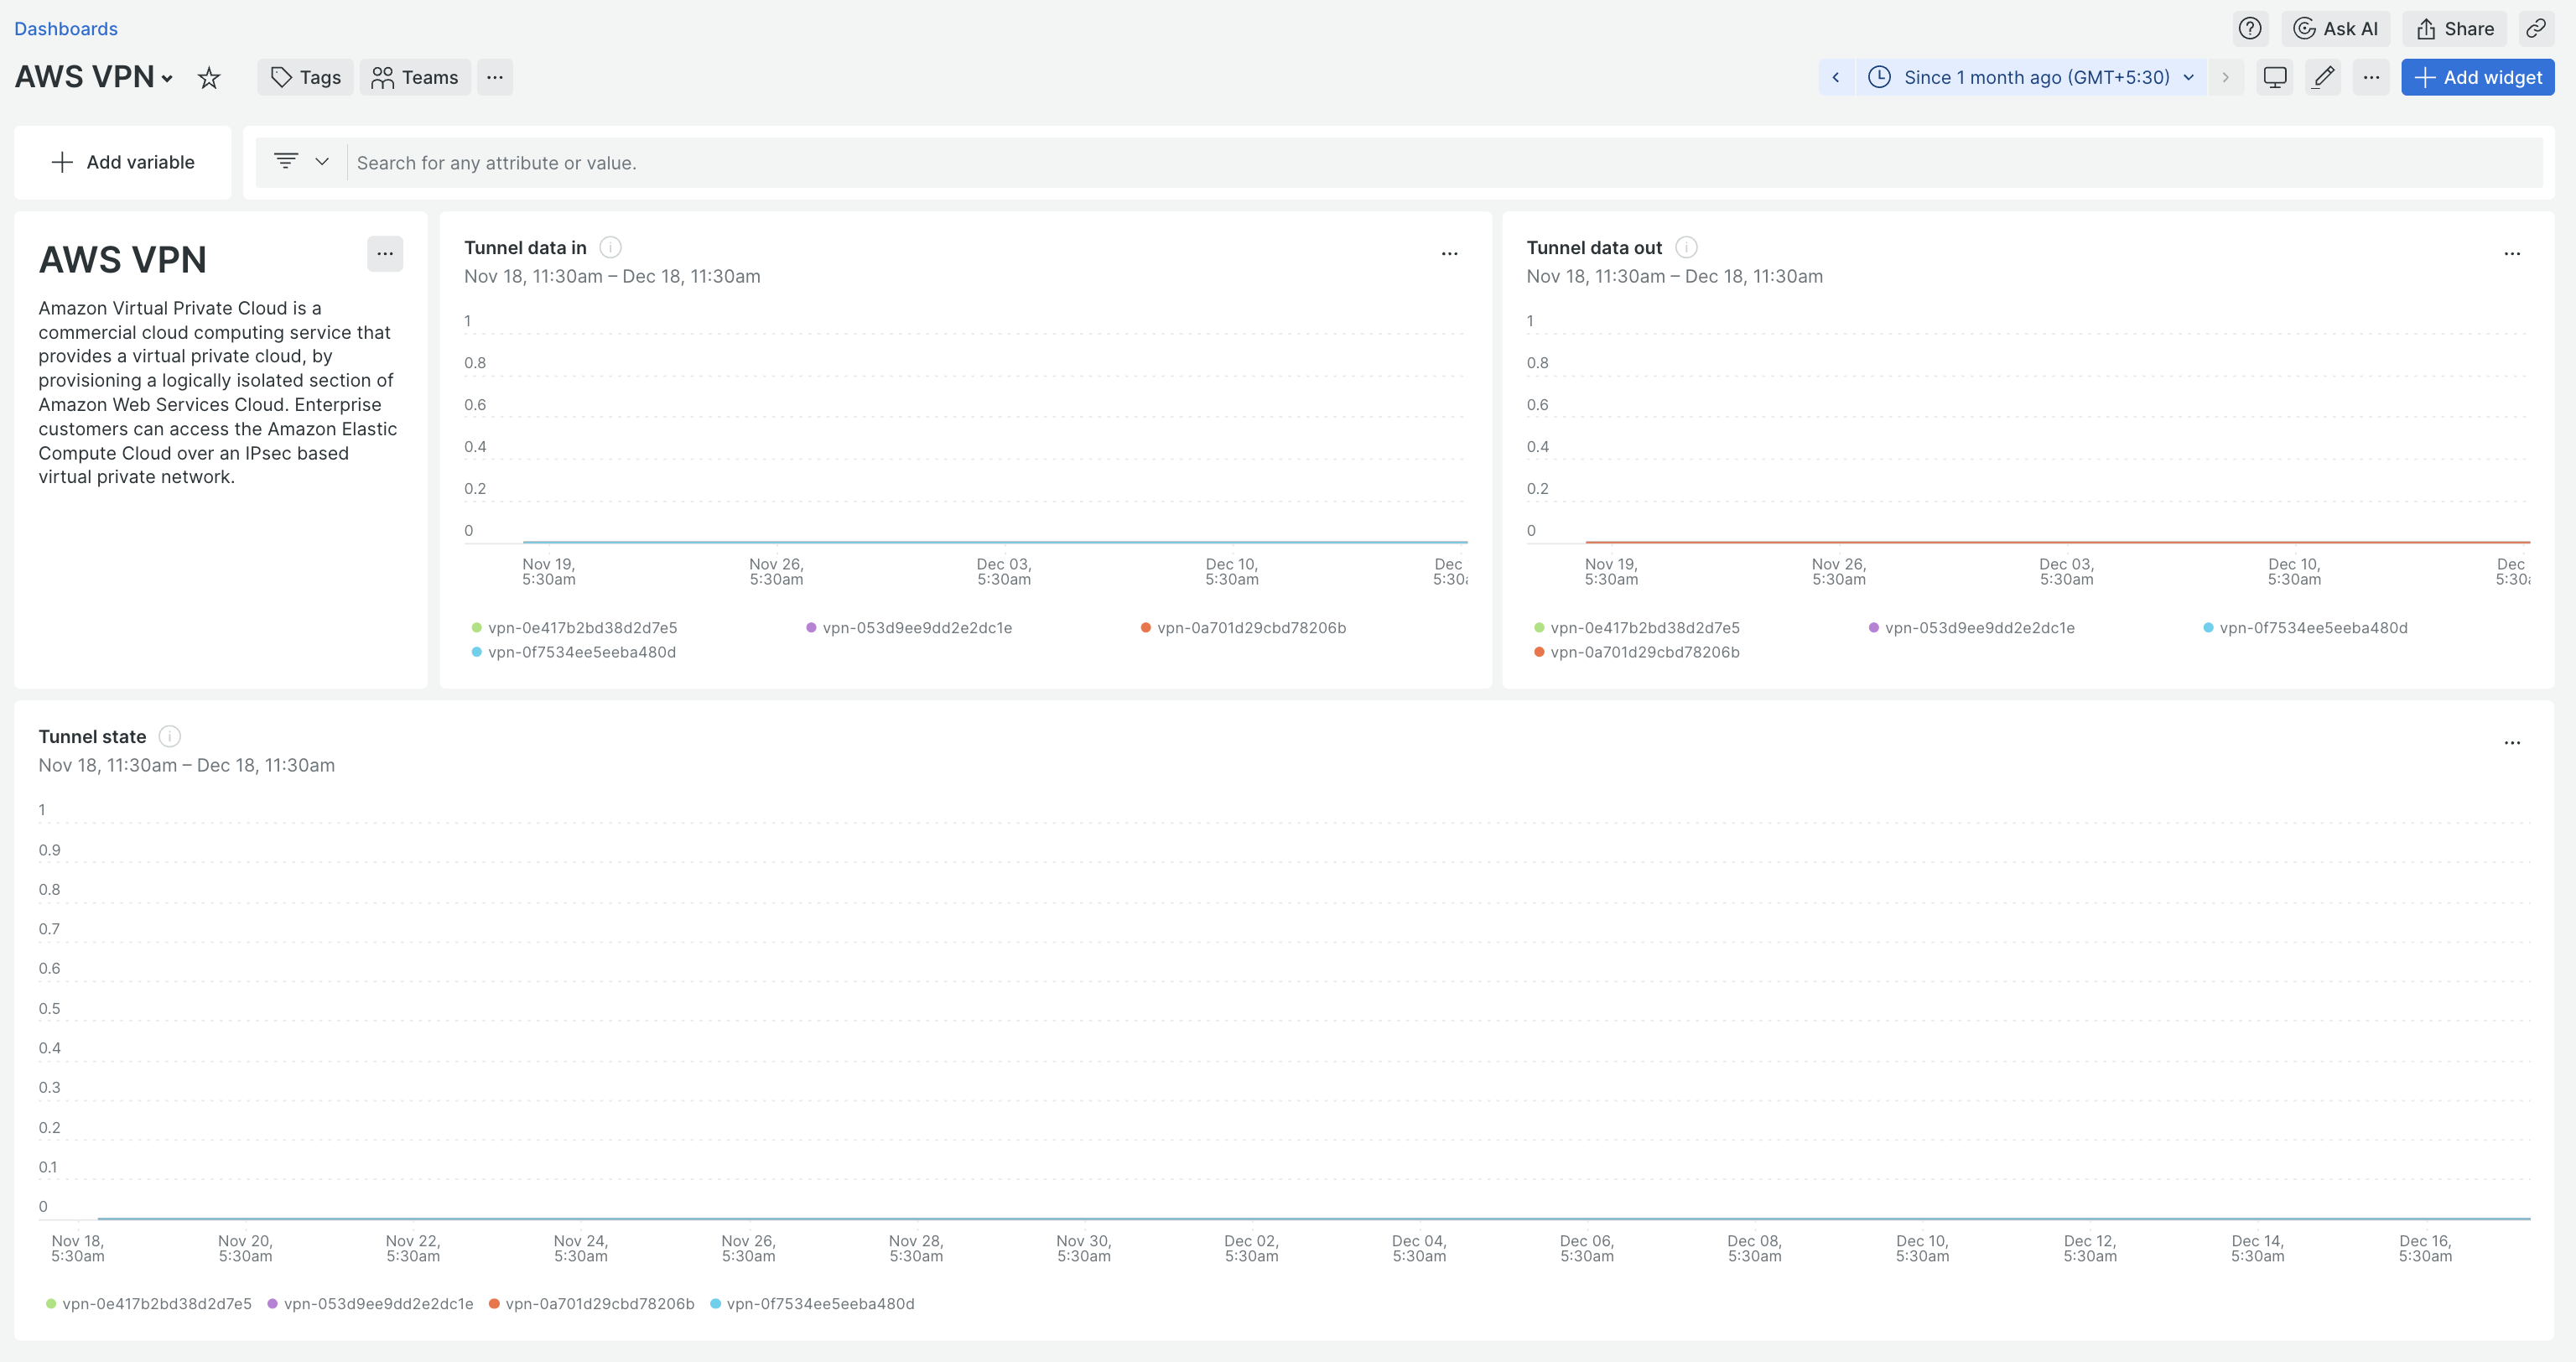 Dashboards
Ask AI
Share
AWS VPN
Tags
Teams
Since 1 month ago (GMT+5:30)
Add widget
Add variable
Search for any attribute or value.
AWS VPN
Amazon Virtual Private Cloud is a
commercial cloud computing service that
provides a virtual private cloud, by
provisioning a logically isolated section of
Amazon Web Services Cloud. Enterprise
customers can access the Amazon Elastic
Compute Cloud over an IPsec based
virtual private network.
Tunnel data in
Nov 18, 11:30am – Dec 18, 11:30am
1
0.8
0.6
0.4
0.2
0
Nov 19, 5:30am
Nov 26, 5:30am
Dec 03, 5:30am
Dec 10, 5:30am
Dec 5:30
vpn-0e417b2bd38d2d7e5
vpn-053d9ee9dd2e2dc1e
vpn-0a701d29cbd78206b
vpn-0f7534ee5eeba480d
Tunnel data out
Nov 18, 11:30am – Dec 18, 11:30am
1
0.8
0.6
0.4
0.2
0
Nov 19, 5:30am
Nov 26, 5:30am
Dec 03, 5:30am
Dec 10, 5:30am
Dec 5:30
vpn-0e417b2bd38d2d7e5
vpn-053d9ee9dd2e2dc1e
vpn-0f7534ee5eeba480d
vpn-0a701d29cbd78206b
Tunnel state
Nov 18, 11:30am – Dec 18, 11:30am
1
0.9
0.8
0.7
0.6
0.5
0.4
0.3
0.2
0.1
0
Nov 18, 5:30am
Nov 20, 5:30am
Nov 22, 5:30am
Nov 24, 5:30am
Nov 26, 5:30am
Nov 28, 5:30am
Nov 30, 5:30am
Dec 02, 5:30am
Dec 04, 5:30am
Dec 06, 5:30am
Dec 08, 5:30am
Dec 10, 5:30am
Dec 12, 5:30am
Dec 14, 5:30am
Dec 16, 5:30am
vpn-0e417b2bd38d2d7e5
vpn-053d9ee9dd2e2dc1e
vpn-0a701d29cbd78206b
vpn-0f7534ee5eeba480d